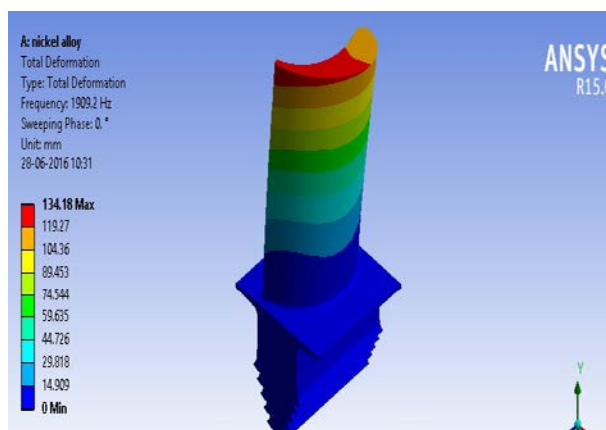 A: nickel alloy
Total Deformation
Type: Total Deformation
Frequency: 1909.2 Hz
Sweeping Phase: 0. °
Unit: mm
28-06-2016 10:31
134.18 Max
119.27
104.36
89.453
74.544
59.635
44.726
29.818
14.909
0 Min
ANSYS
R15.0
Y